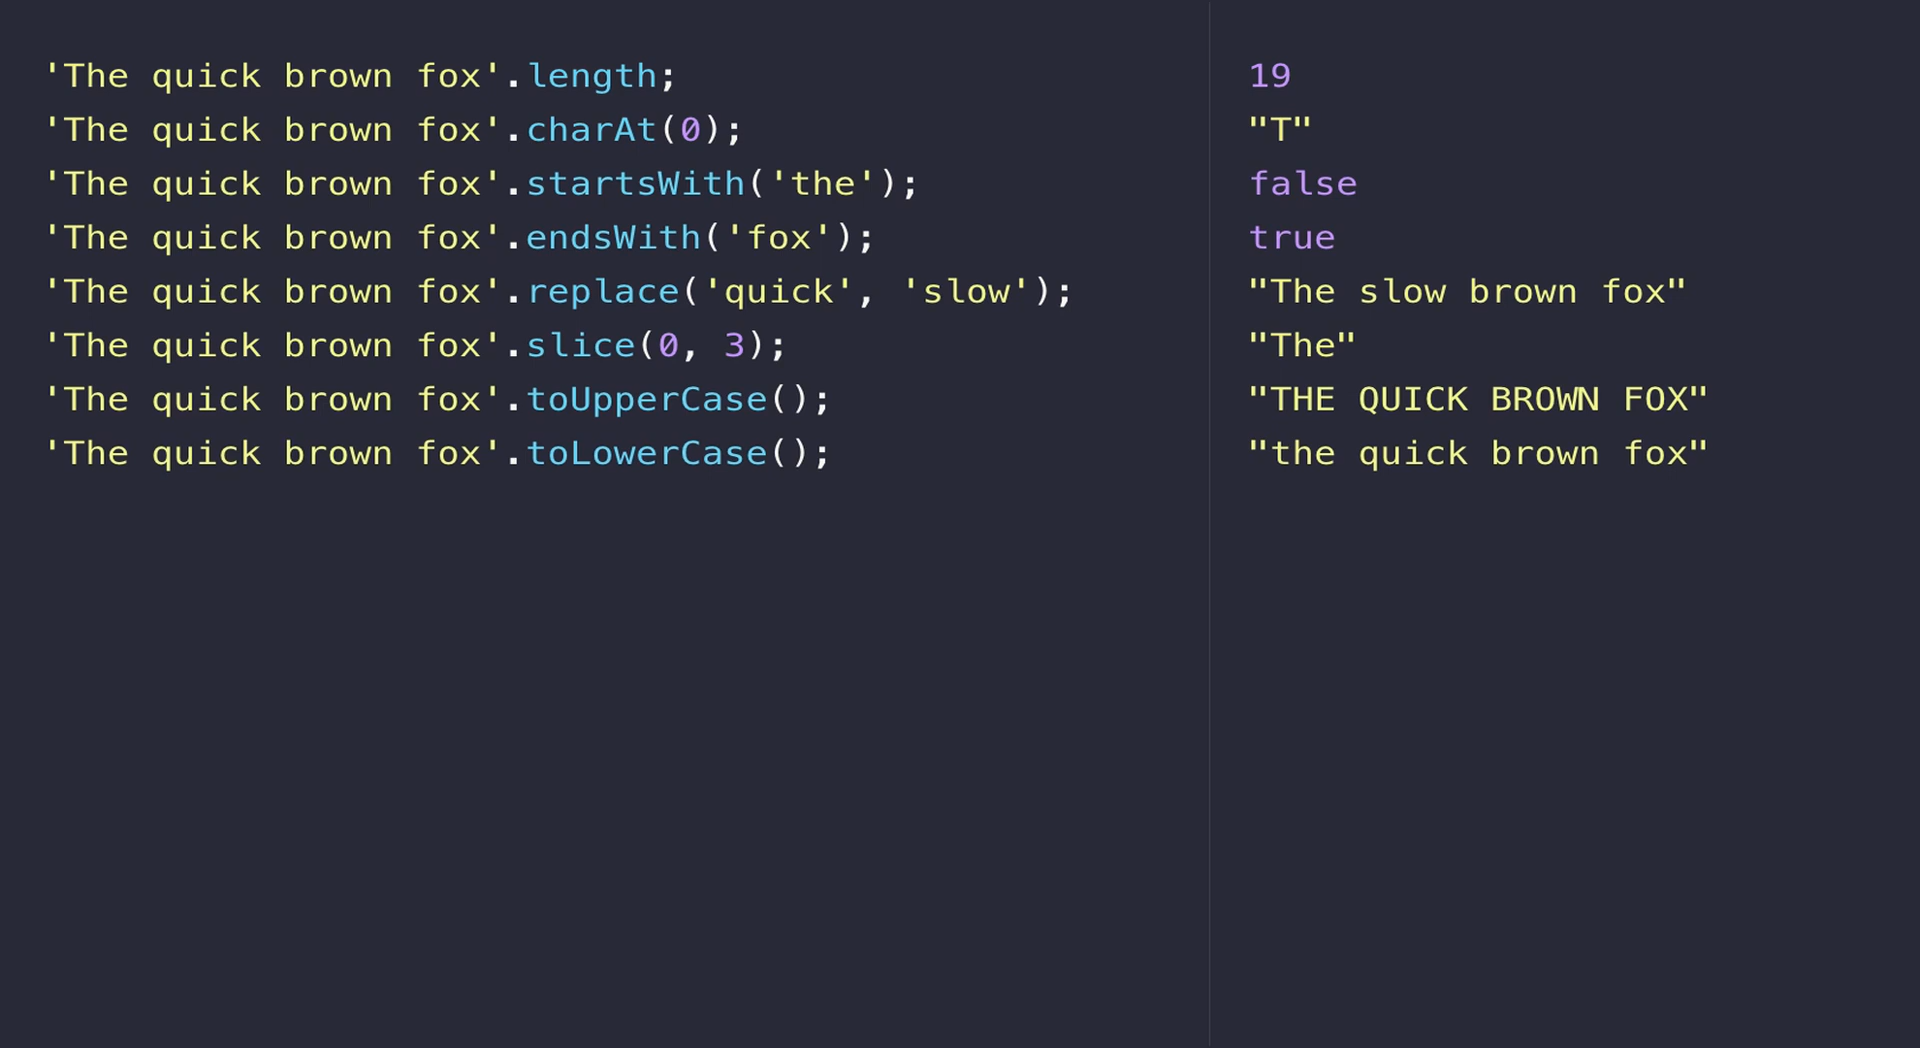 'The quick brown fox'.length;
'The quick brown fox'.charAt(0);
'The quick brown fox'.startsWith('the');
'The quick brown fox'.endsWith('fox');
'The quick brown fox'.replace('quick', 'slow');
'The quick brown fox'.slice(0, 3);
'The quick brown fox'.toUpperCase();
'The quick brown fox'.toLowerCase();
19
"T"
false
true
"The slow brown fox"
"The"
"THE QUICK BROWN FOX"
"the quick brown fox"